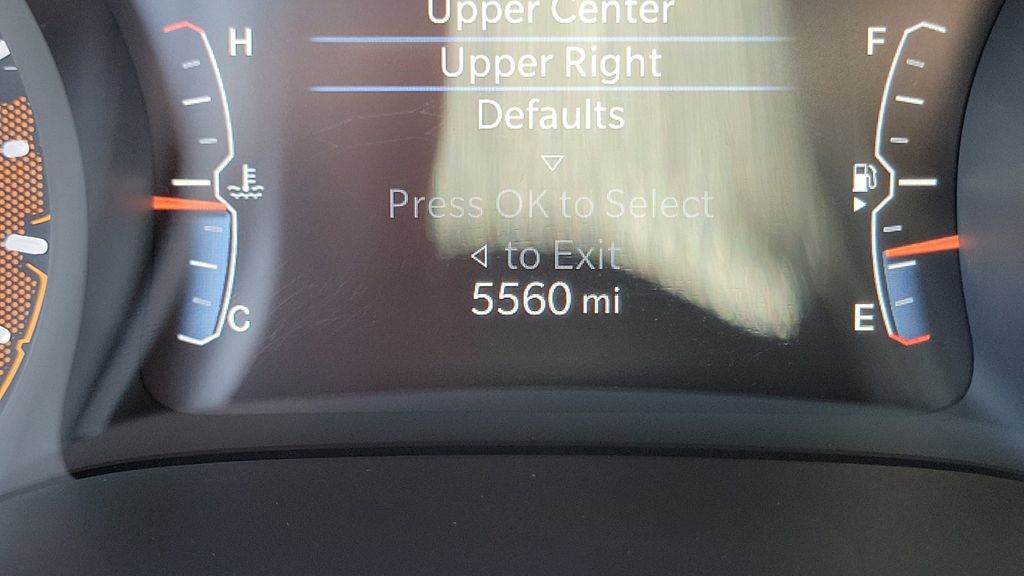 Upper Center
H
F
Upper Right
Defaults
Press OK to Select
to Exit
5560 mi
C
E